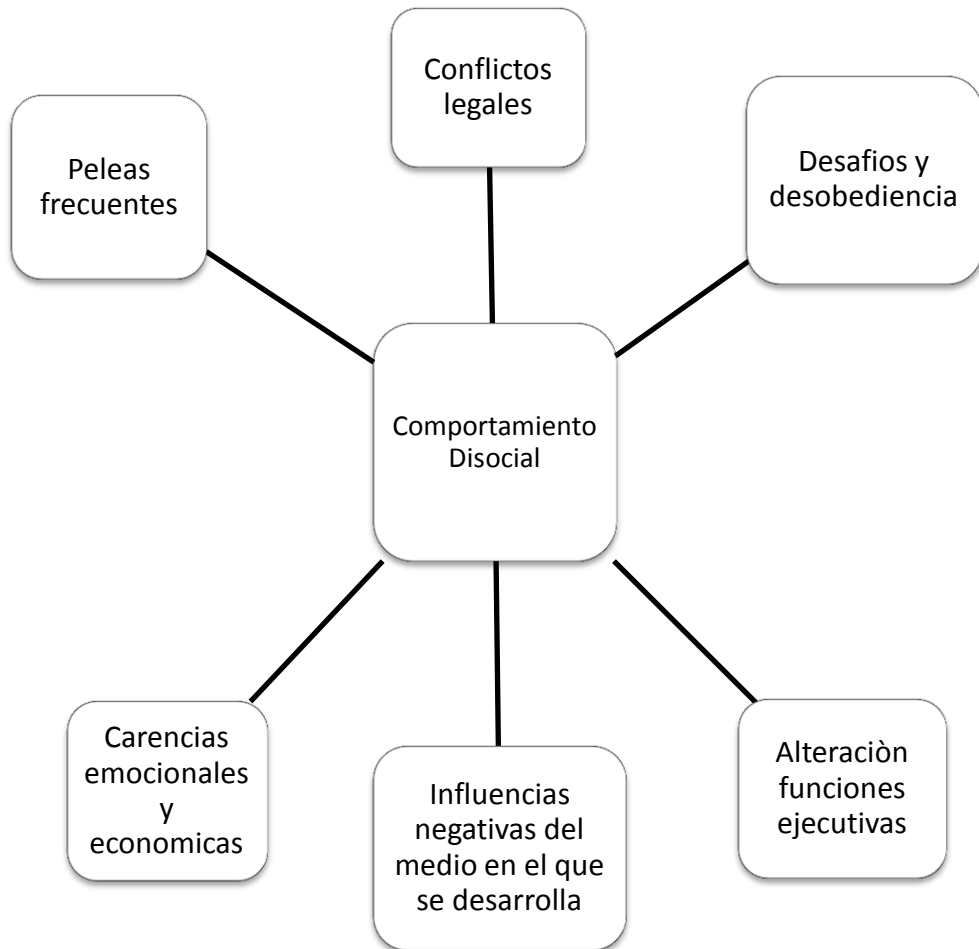 Conflictos
legales
Peleas
frecuentes
Desafios y
desobediencia
Comportamiento
Disocial
Carencias
emocionales
y
economicas
Influencias
negativas del
medio en el que
se desarrolla
Alteraciòn
funciones
ejecutivas